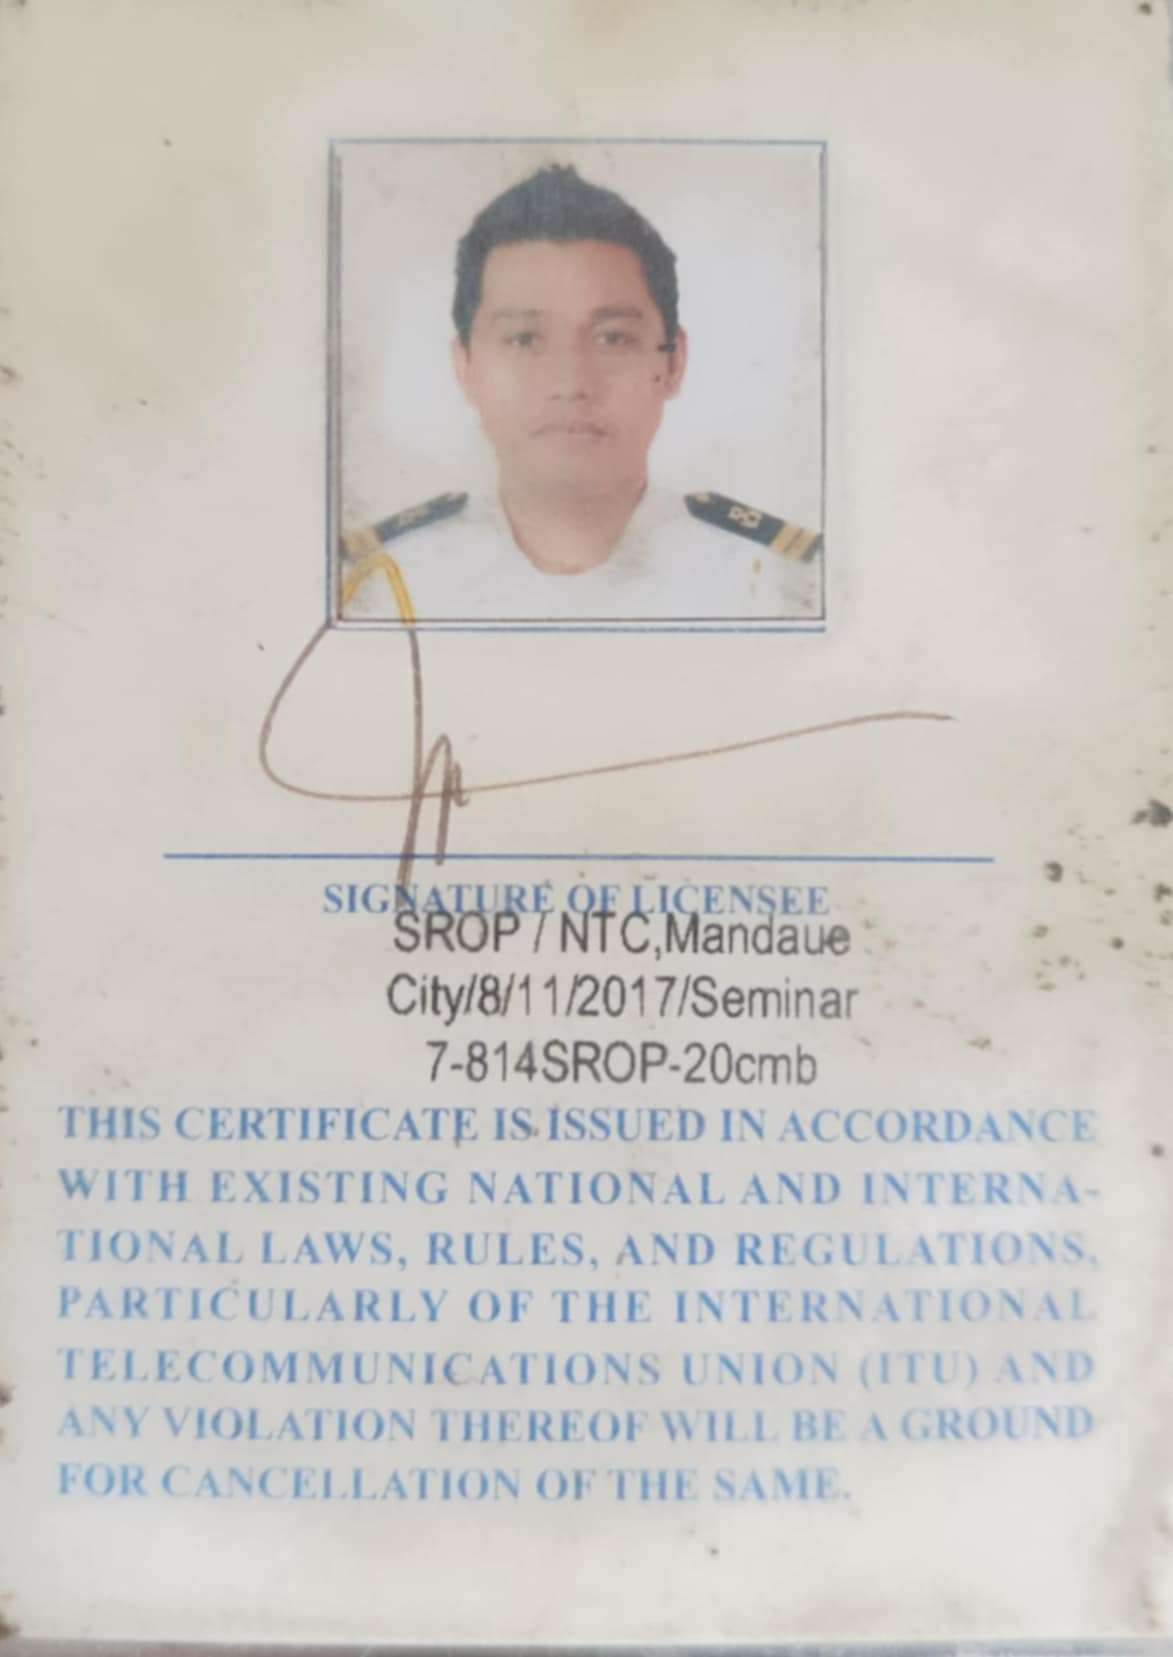 SIGNATURE OF LICENSEE
SROP / NTC,Mandaue
City/8/11/2017/Seminar
7-814SROP-20cmb
THIS CERTIFICATE IS ISSUED IN ACCORDANCE
WITH EXISTING NATIONAL AND INTERNA-
TIONAL LAWS, RULES, AND REGULATIONS,
PARTICULARLY OF THE INTERNATIONAL
TELECOMMUNICATIONS UNION (ITU) AND
ANY VIOLATION THEREOF WILL BE A GROUND
FOR CANCELLATION OF THE SAME.